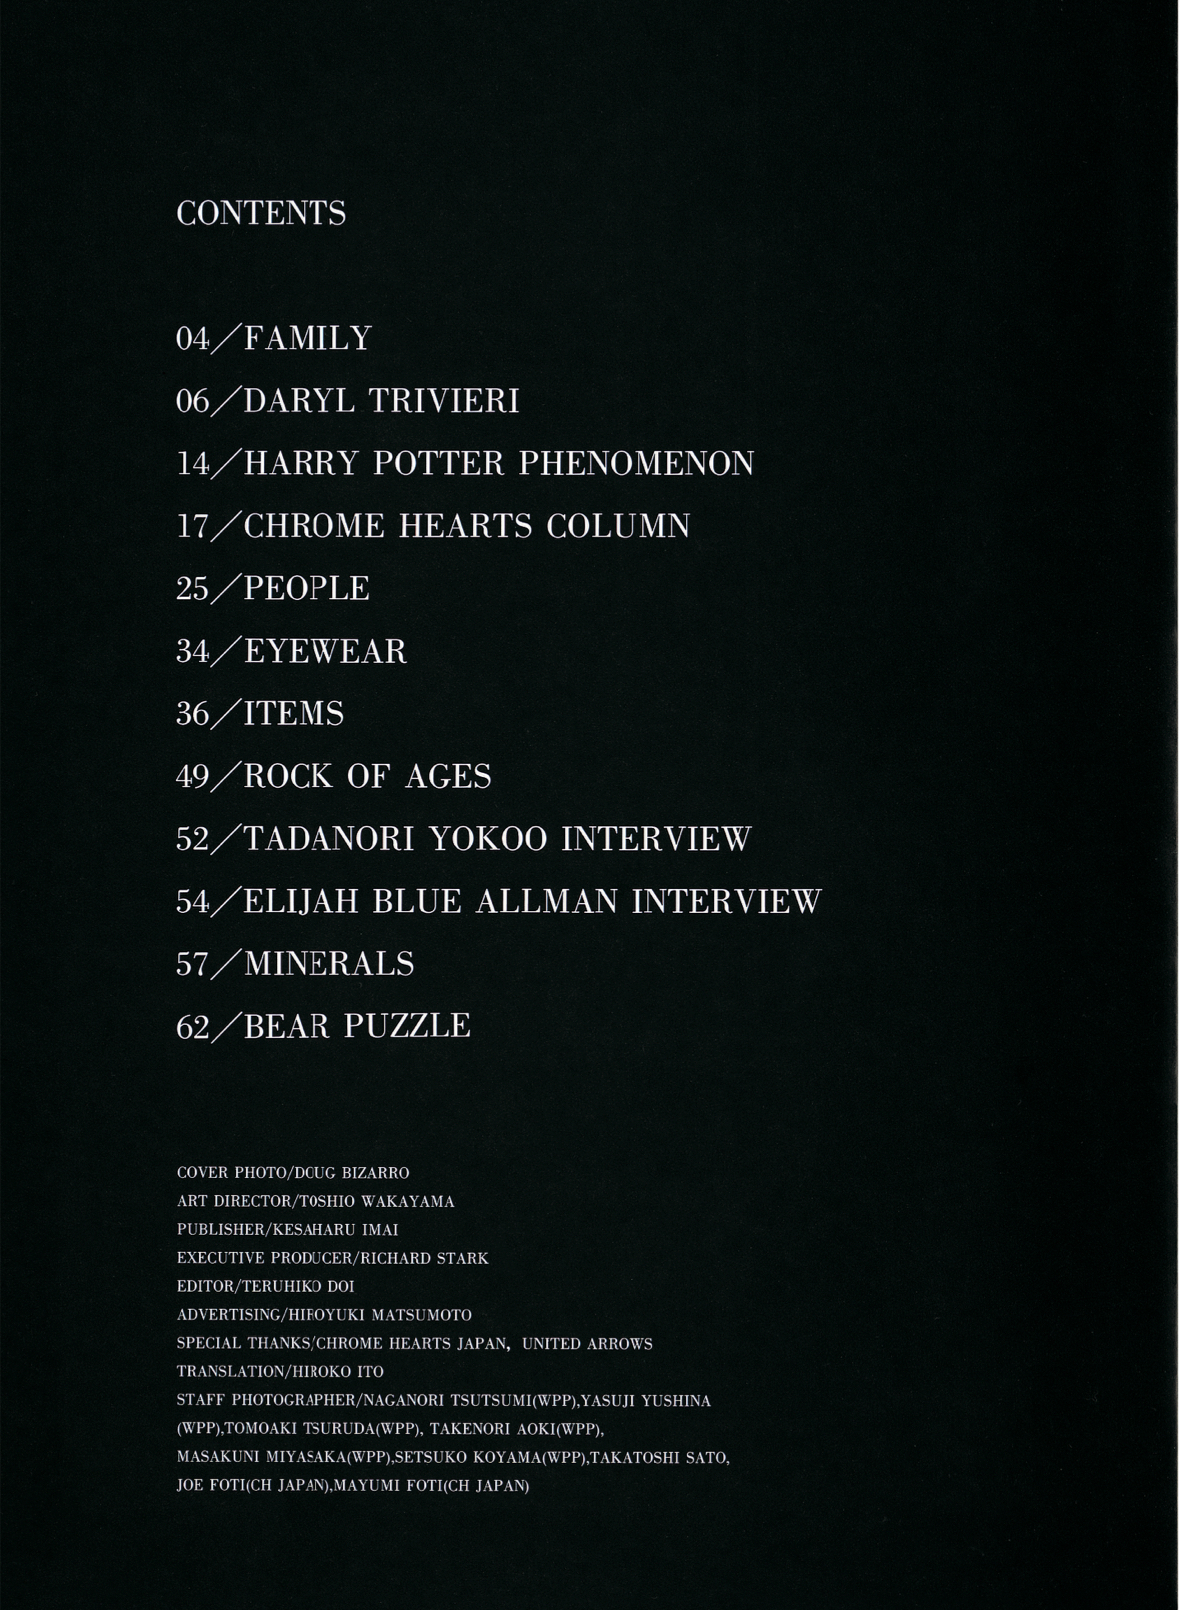 CONTENTS
04／FAMILY
06／DARYL TRIVIERI
14／HARRY POTTER PHENOMENON
17／CHROME HEARTS COLUMN
25／PEOPLE
34／EYEWEAR
36／ITEMS
49／ROCK OF AGES
52／TADANORI YOKOO INTERVIEW
54／ELIJAH BLUE ALLMAN INTERVIEW
57／MINERALS
62／BEAR PUZZLE
COVER PHOTO/DOUG BIZARRO
ART DIRECTOR/TOSHIO WAKAYAMA
PUBLISHER/KESAHARU IMAI
EXECUTIVE PRODUCER/RICHARD STARK
EDITOR/TERUHIKO DOI
ADVERTISING/HIROYUKI MATSUMOTO
SPECIAL THANKS/CHROME HEARTS JAPAN, UNITED ARROWS
TRANSLATION/HIROKO ITO
STAFF PHOTOGRAPHER/NAGANORI TSUTSUMI(WPP),YASUJI YUSHINA
(WPP),TOMOAKI TSURUDA(WPP), TAKENORI AOKI(WPP),
MASAKUNI MIYASAKA(WPP),SETSUKO KOYAMA(WPP),TAKATOSHI SATO,
JOE FOTI(CH JAPAN),MAYUMI FOTI(CH JAPAN)